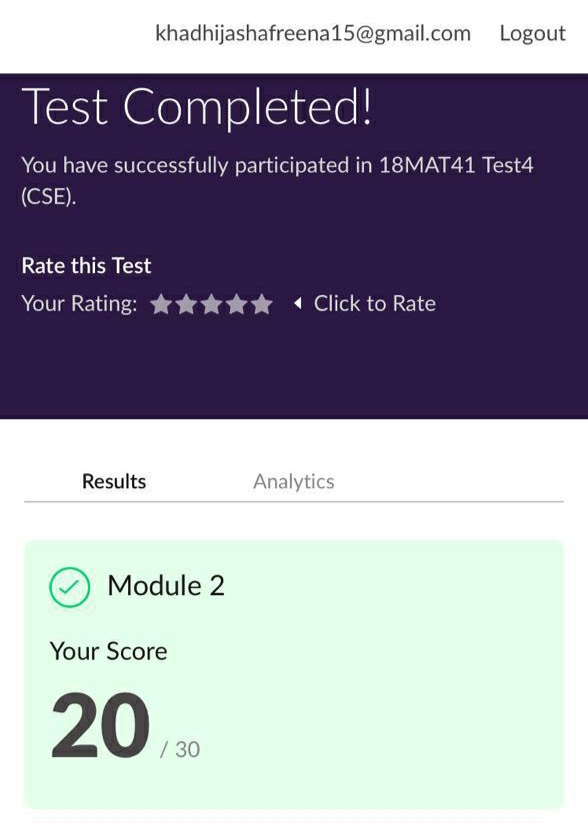 khadhijashafreena15@gmail.com Logout
Test Completed!
You have successfully participated in 18MAT41 Test4
(CSE).
Rate this Test
Your Rating: Click to Rate
Results Analytics
Module 2
Your Score
20 / 30